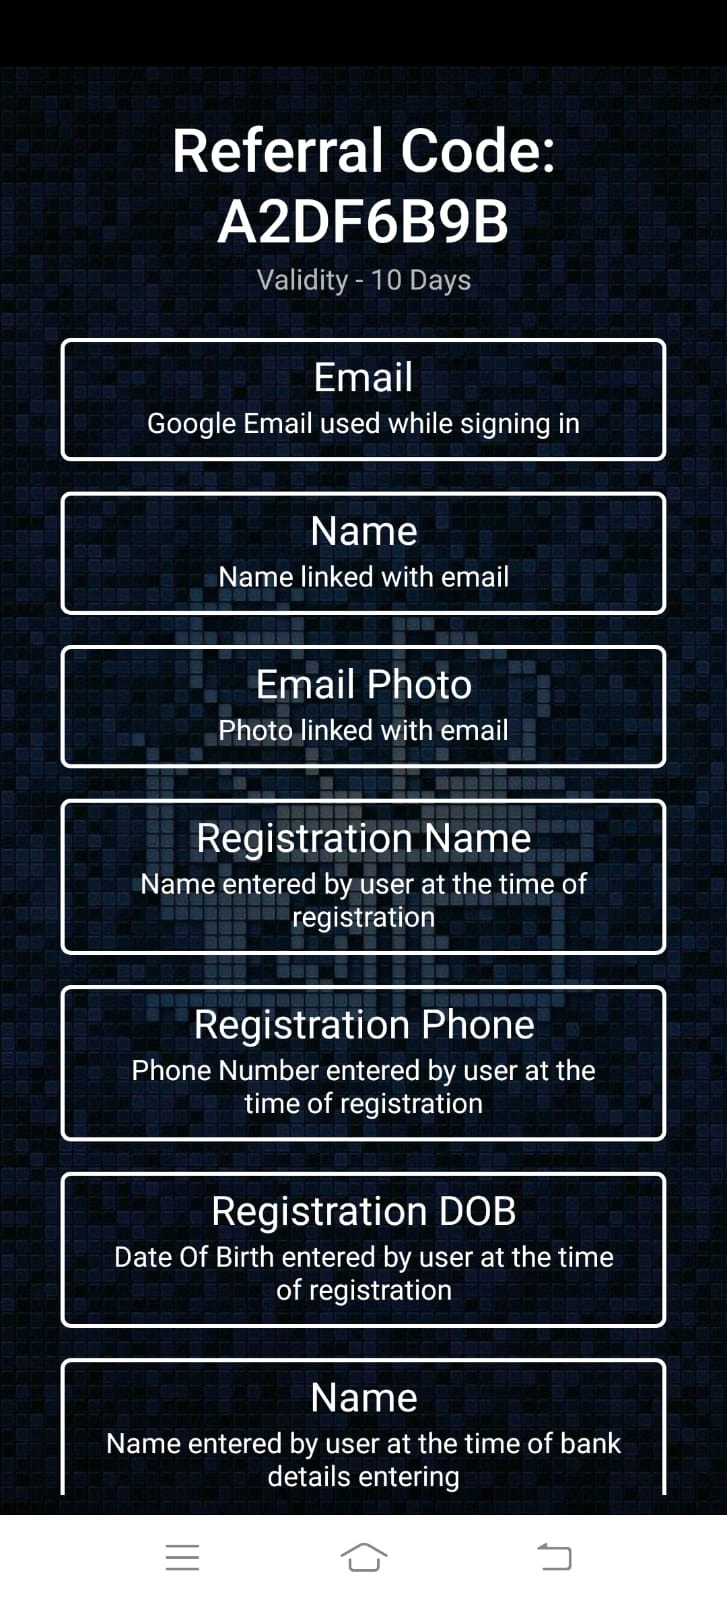 Referral Code:
A2DF6B9B
Validity - 10 Days
Email
Google Email used while signing in
Name
Name linked with email
Email Photo
Photo linked with email
Registration Name
Name entered by user at the time of
registration
Registration Phone
Phone Number entered by user at the
time of registration
Registration DOB
Date Of Birth entered by user at the time
of registration
Name
Name entered by user at the time of bank
details entering